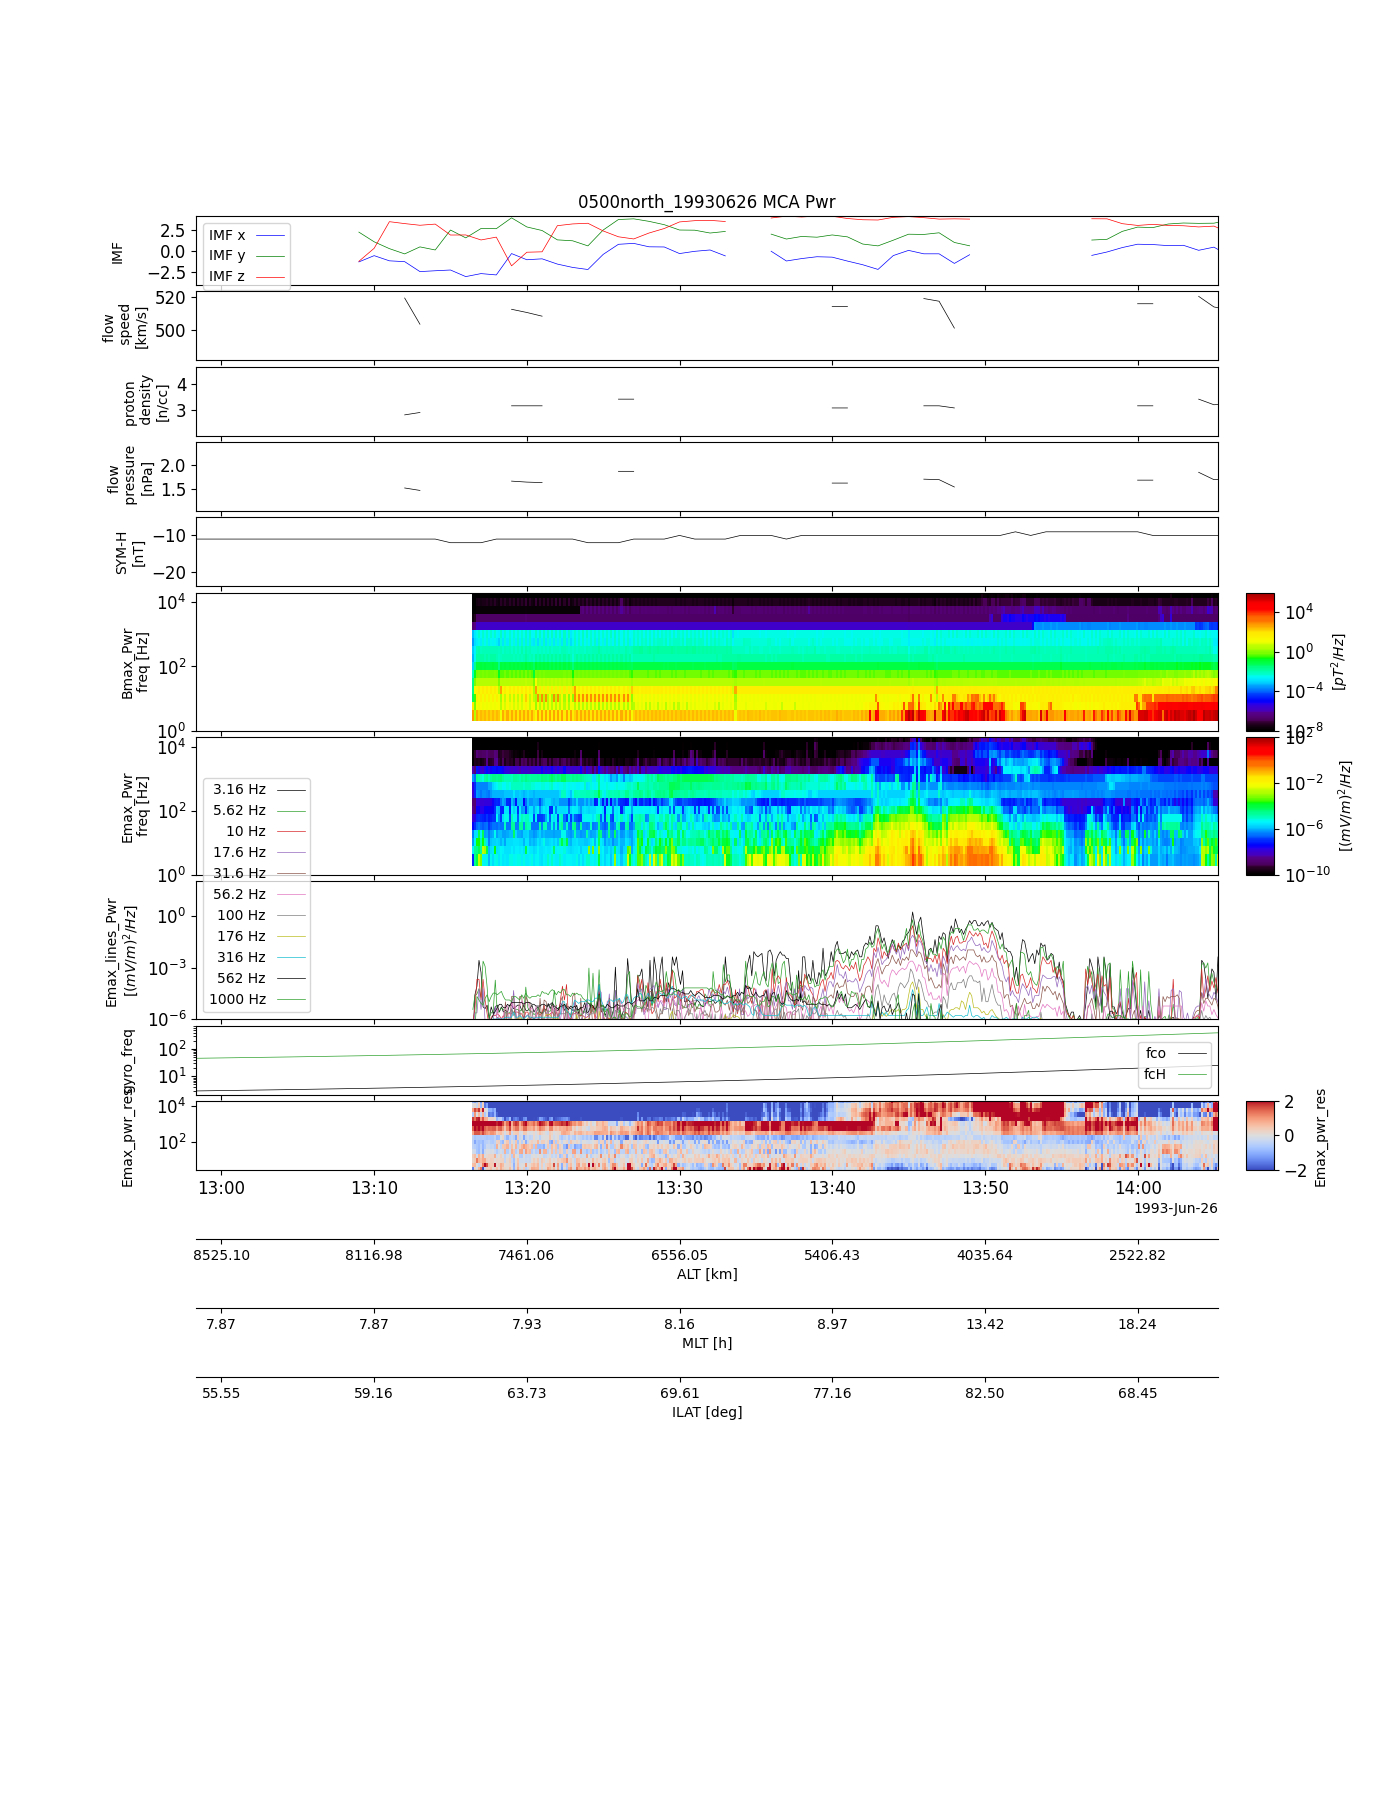 0500north_19930626 MCA Pwr
IMF
2.5
0.0
−2.5
IMF x
IMF y
IMF z
flow
speed
[km/s]
520
500
proton
density
[n/cc]
4
3
flow
pressure
[nPa]
2.0
1.5
SYM-H
[nT]
−10
−20
Bmax_Pwr
freq [Hz]
10^4
10^2
10^0
10^4
10^0
10^−4
10^−8
[pT^2/Hz]
Emax_Pwr
freq [Hz]
10^4
10^2
10^0
10^2
10^−2
10^−6
10^−10
[(mV/m)^2/Hz]
3.16 Hz
5.62 Hz
10 Hz
17.6 Hz
31.6 Hz
56.2 Hz
100 Hz
176 Hz
316 Hz
562 Hz
1000 Hz
Emax_lines_Pwr
[(mV/m)^2/Hz]
10^0
10^−3
10^−6
gyro_freq
10^2
10^1
fco
fcH
Emax_pwr_res
10^4
10^2
2
0
−2
Emax_pwr_res
13:00 13:10 13:20 13:30 13:40 13:50 14:00
1993-Jun-26
8525.10 8116.98 7461.06 6556.05 5406.43 4035.64 2522.82
ALT [km]
7.87 7.87 7.93 8.16 8.97 13.42 18.24
MLT [h]
55.55 59.16 63.73 69.61 77.16 82.50 68.45
ILAT [deg]